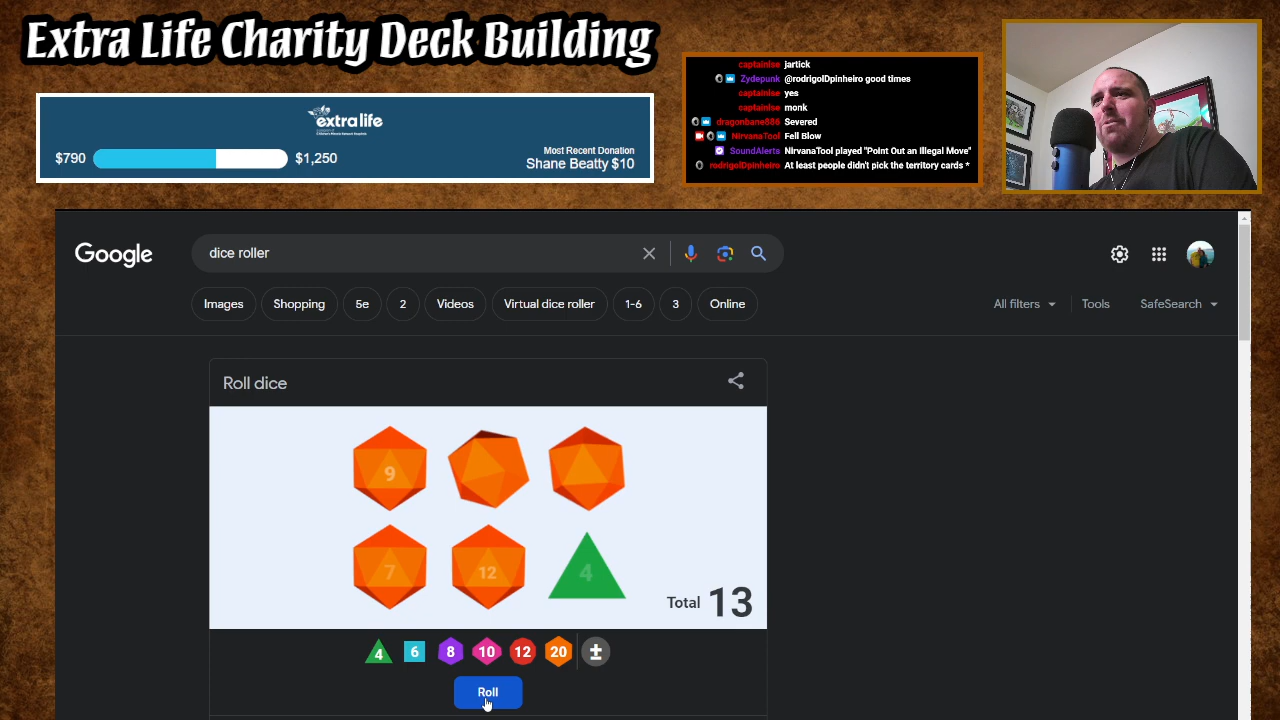 Extra Life Charity Deck Building
extralife
$790
$1,250
Most Recent Donation
Shane Beatty $10
captainise jartick
Zydepunk @rodrigolDpinheiro good times
captainise yes
captainise monk
dragonbane886 Severed
NirvanaTool Fell Blow
SoundAlerts NirvanaTool played "Point Out an Illegal Move"
rodrigolDpinheiro At least people didn't pick the territory cards *
Google
dice roller
Images
Shopping
5e
2
Videos
Virtual dice roller
1-6
3
Online
All filters
Tools
SafeSearch
Roll dice
9
7
12
4
Total 13
4
6
8
10
12
20
±
Roll